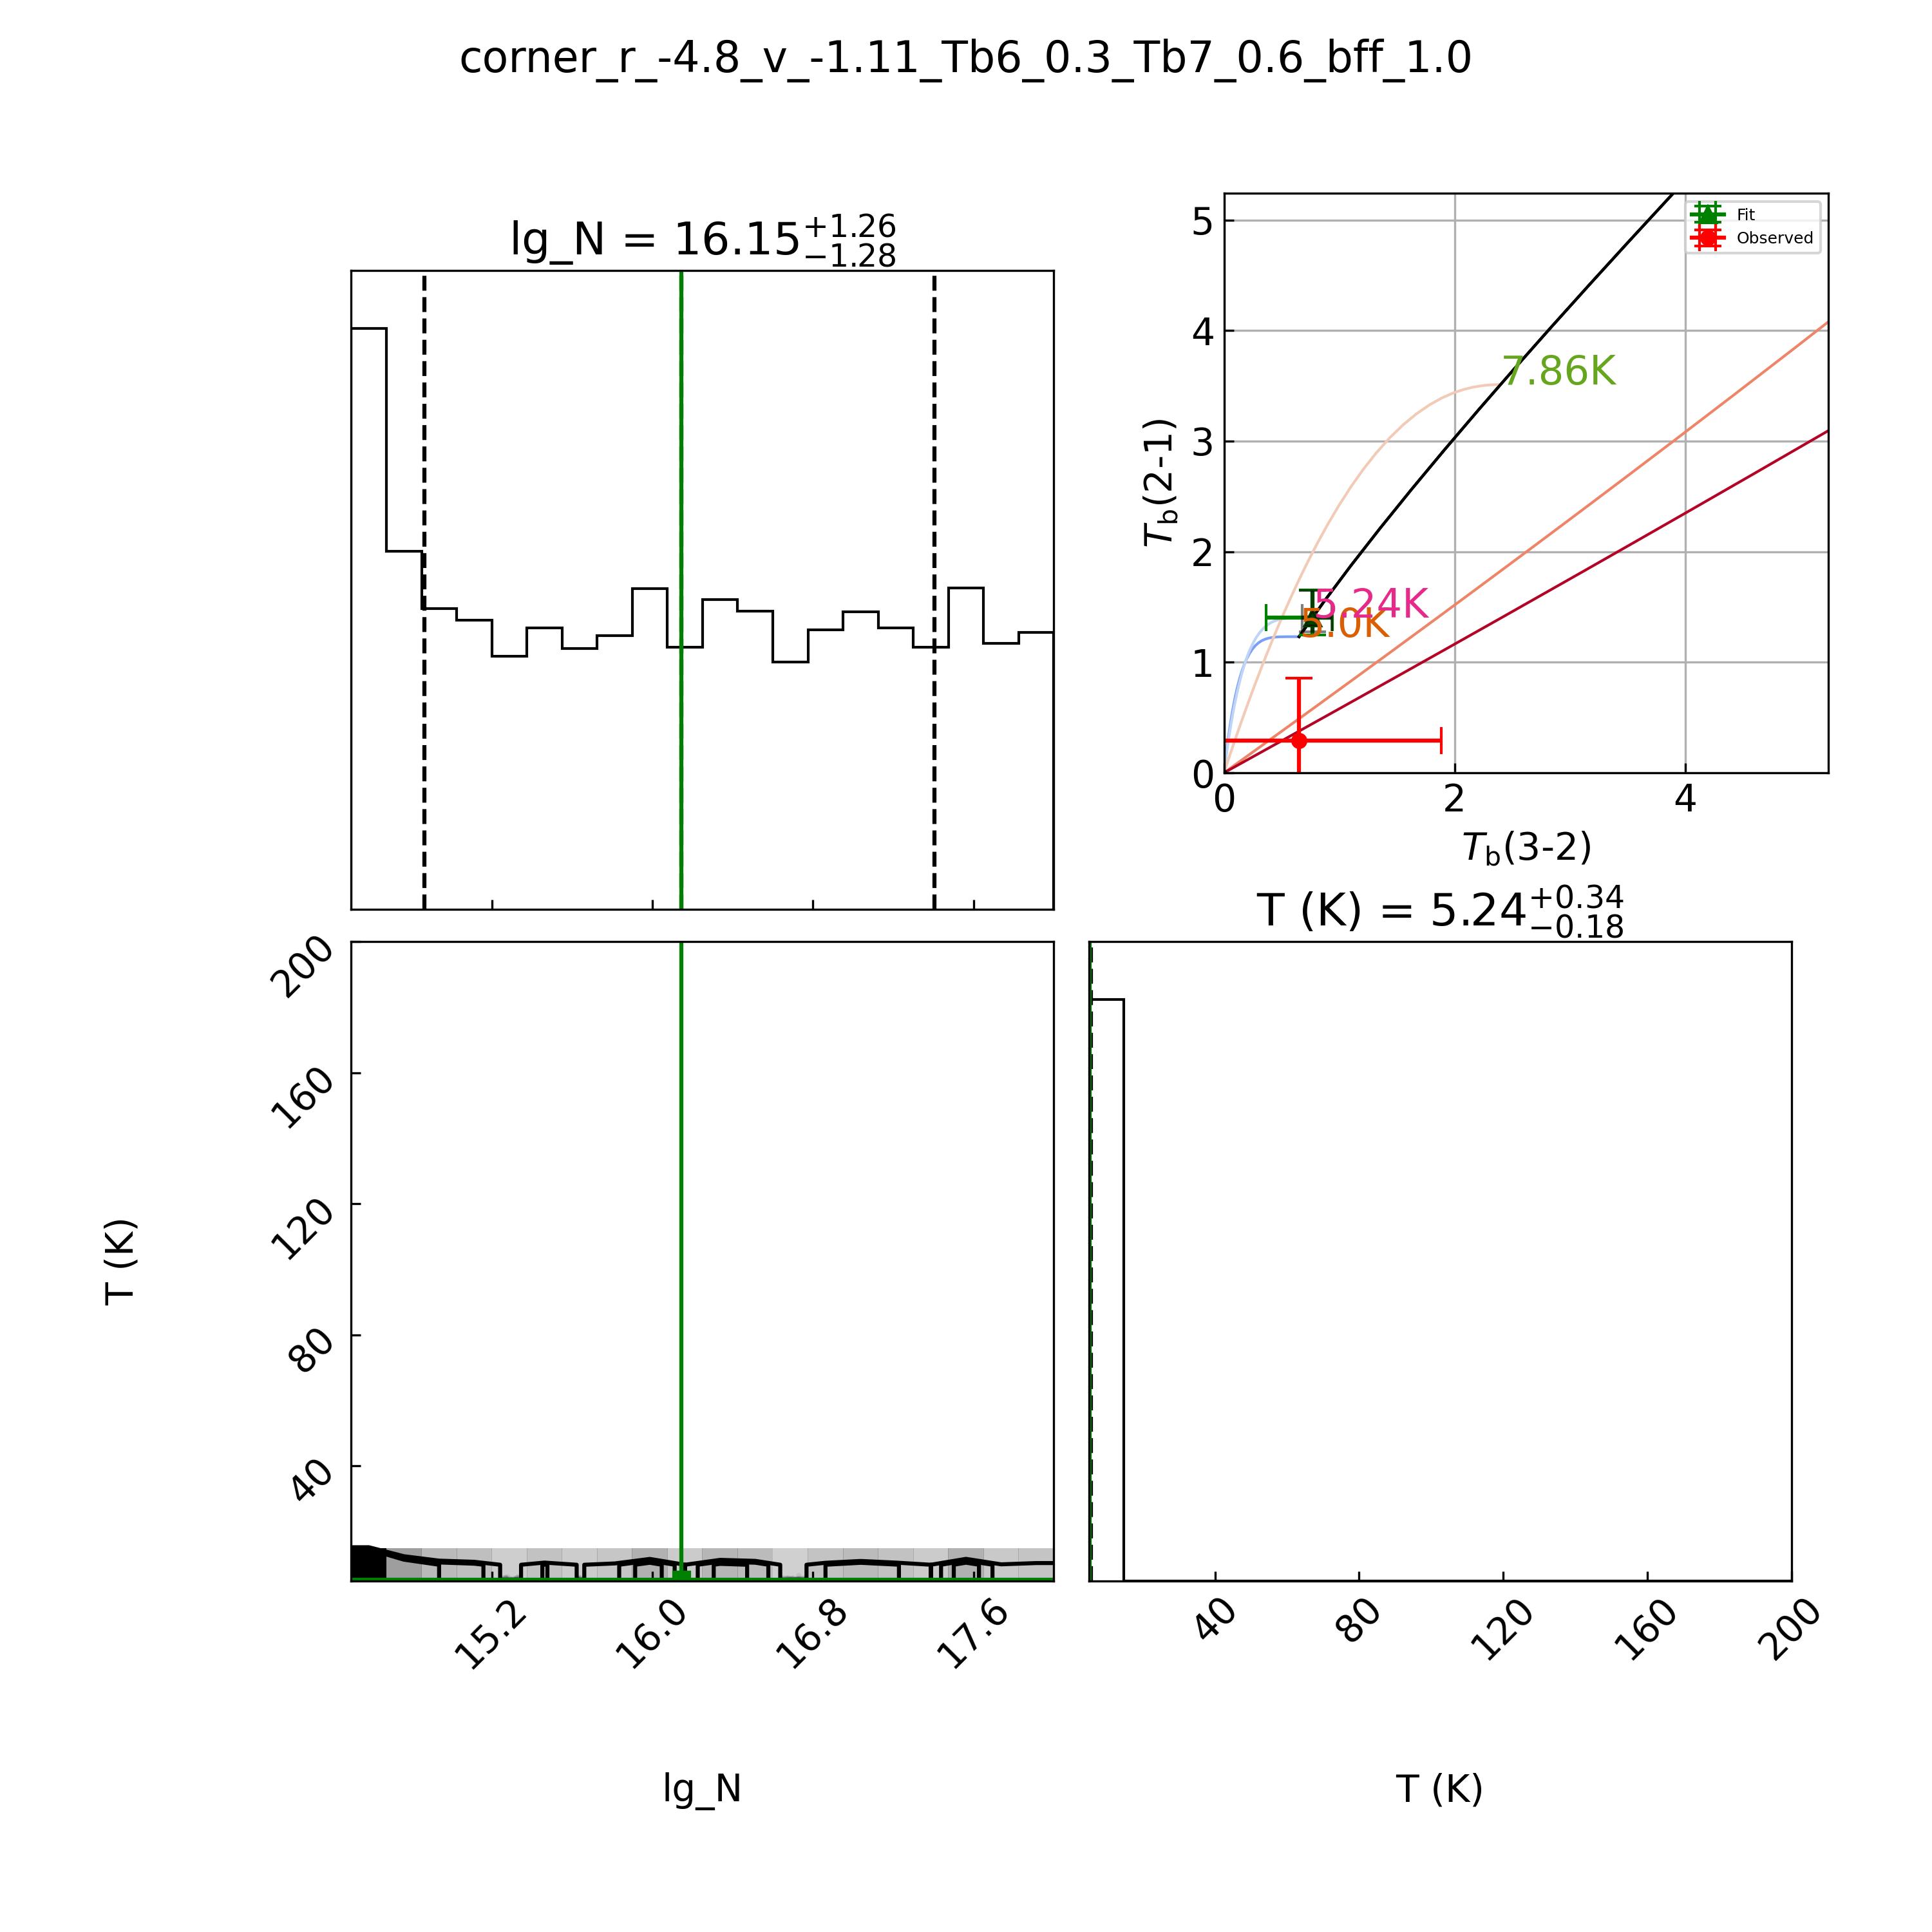 corner_r_-4.8_v_-1.11_Tb6_0.3_Tb7_0.6_bff_1.0
lg_N = 16.15+1.26−1.28
5
4
3
2
1
0
0
2
4
Tb(2-1)
Tb(3-2)
Fit
Observed
7.86K
5.24K
5.0K
T (K) = 5.24+0.34−0.18
200
160
120
80
40
T (K)
15.2
16.0
16.8
17.6
lg_N
40
80
120
160
200
T (K)